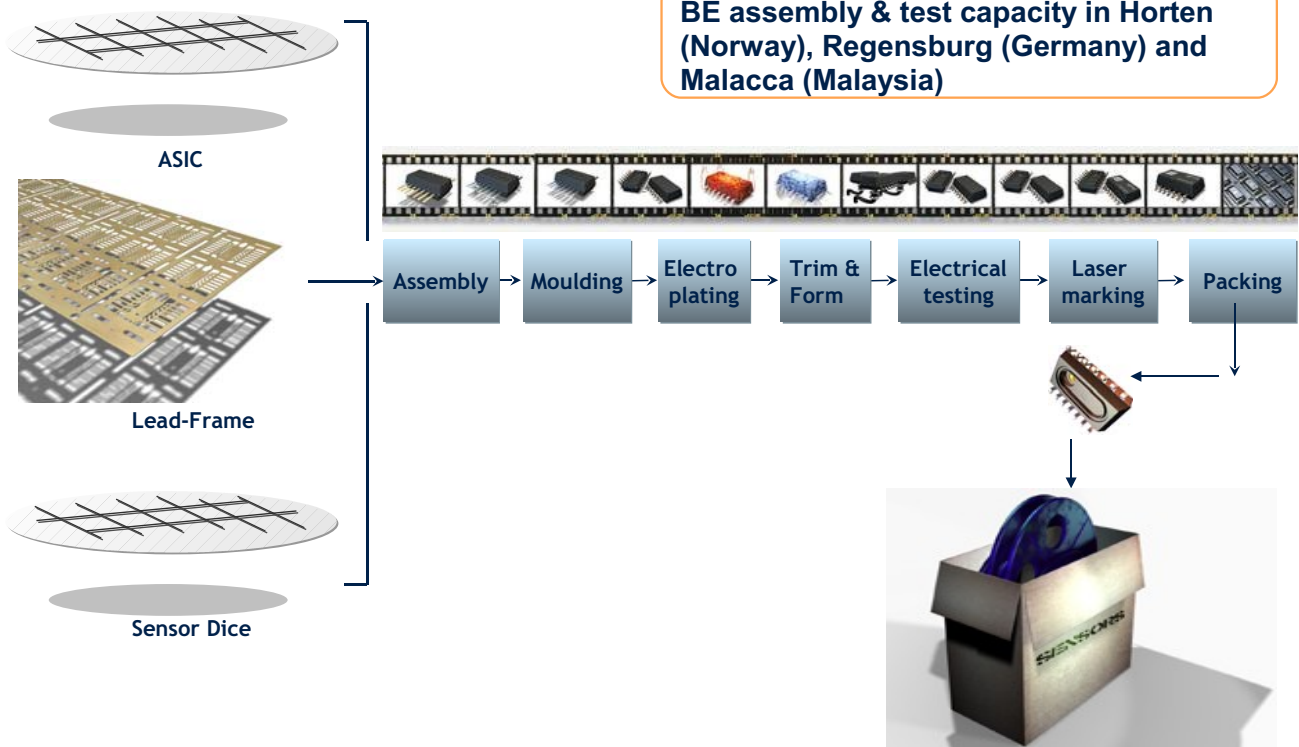 BE assembly & test capacity in Horten
(Norway), Regensburg (Germany) and
Malacca (Malaysia)
ASIC
Lead-Frame
Sensor Dice
Assembly
Moulding
Electro
plating
Trim &
Form
Electrical
testing
Laser
marking
Packing
SENSORS